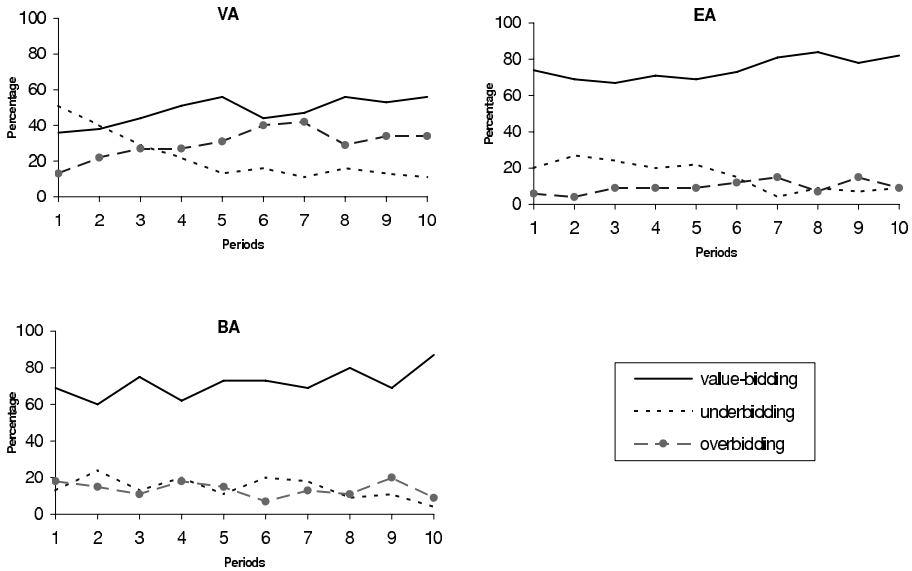 VA
100
80
60
40
20
0
Percentage
1 2 3 4 5 6 7 8 9 10
Periods
EA
100
80
60
40
20
0
Percentage
1 2 3 4 5 6 7 8 9 10
Periods
BA
100
80
60
40
20
0
Percentage
1 2 3 4 5 6 7 8 9 10
Periods
value-bidding
underbidding
overbidding